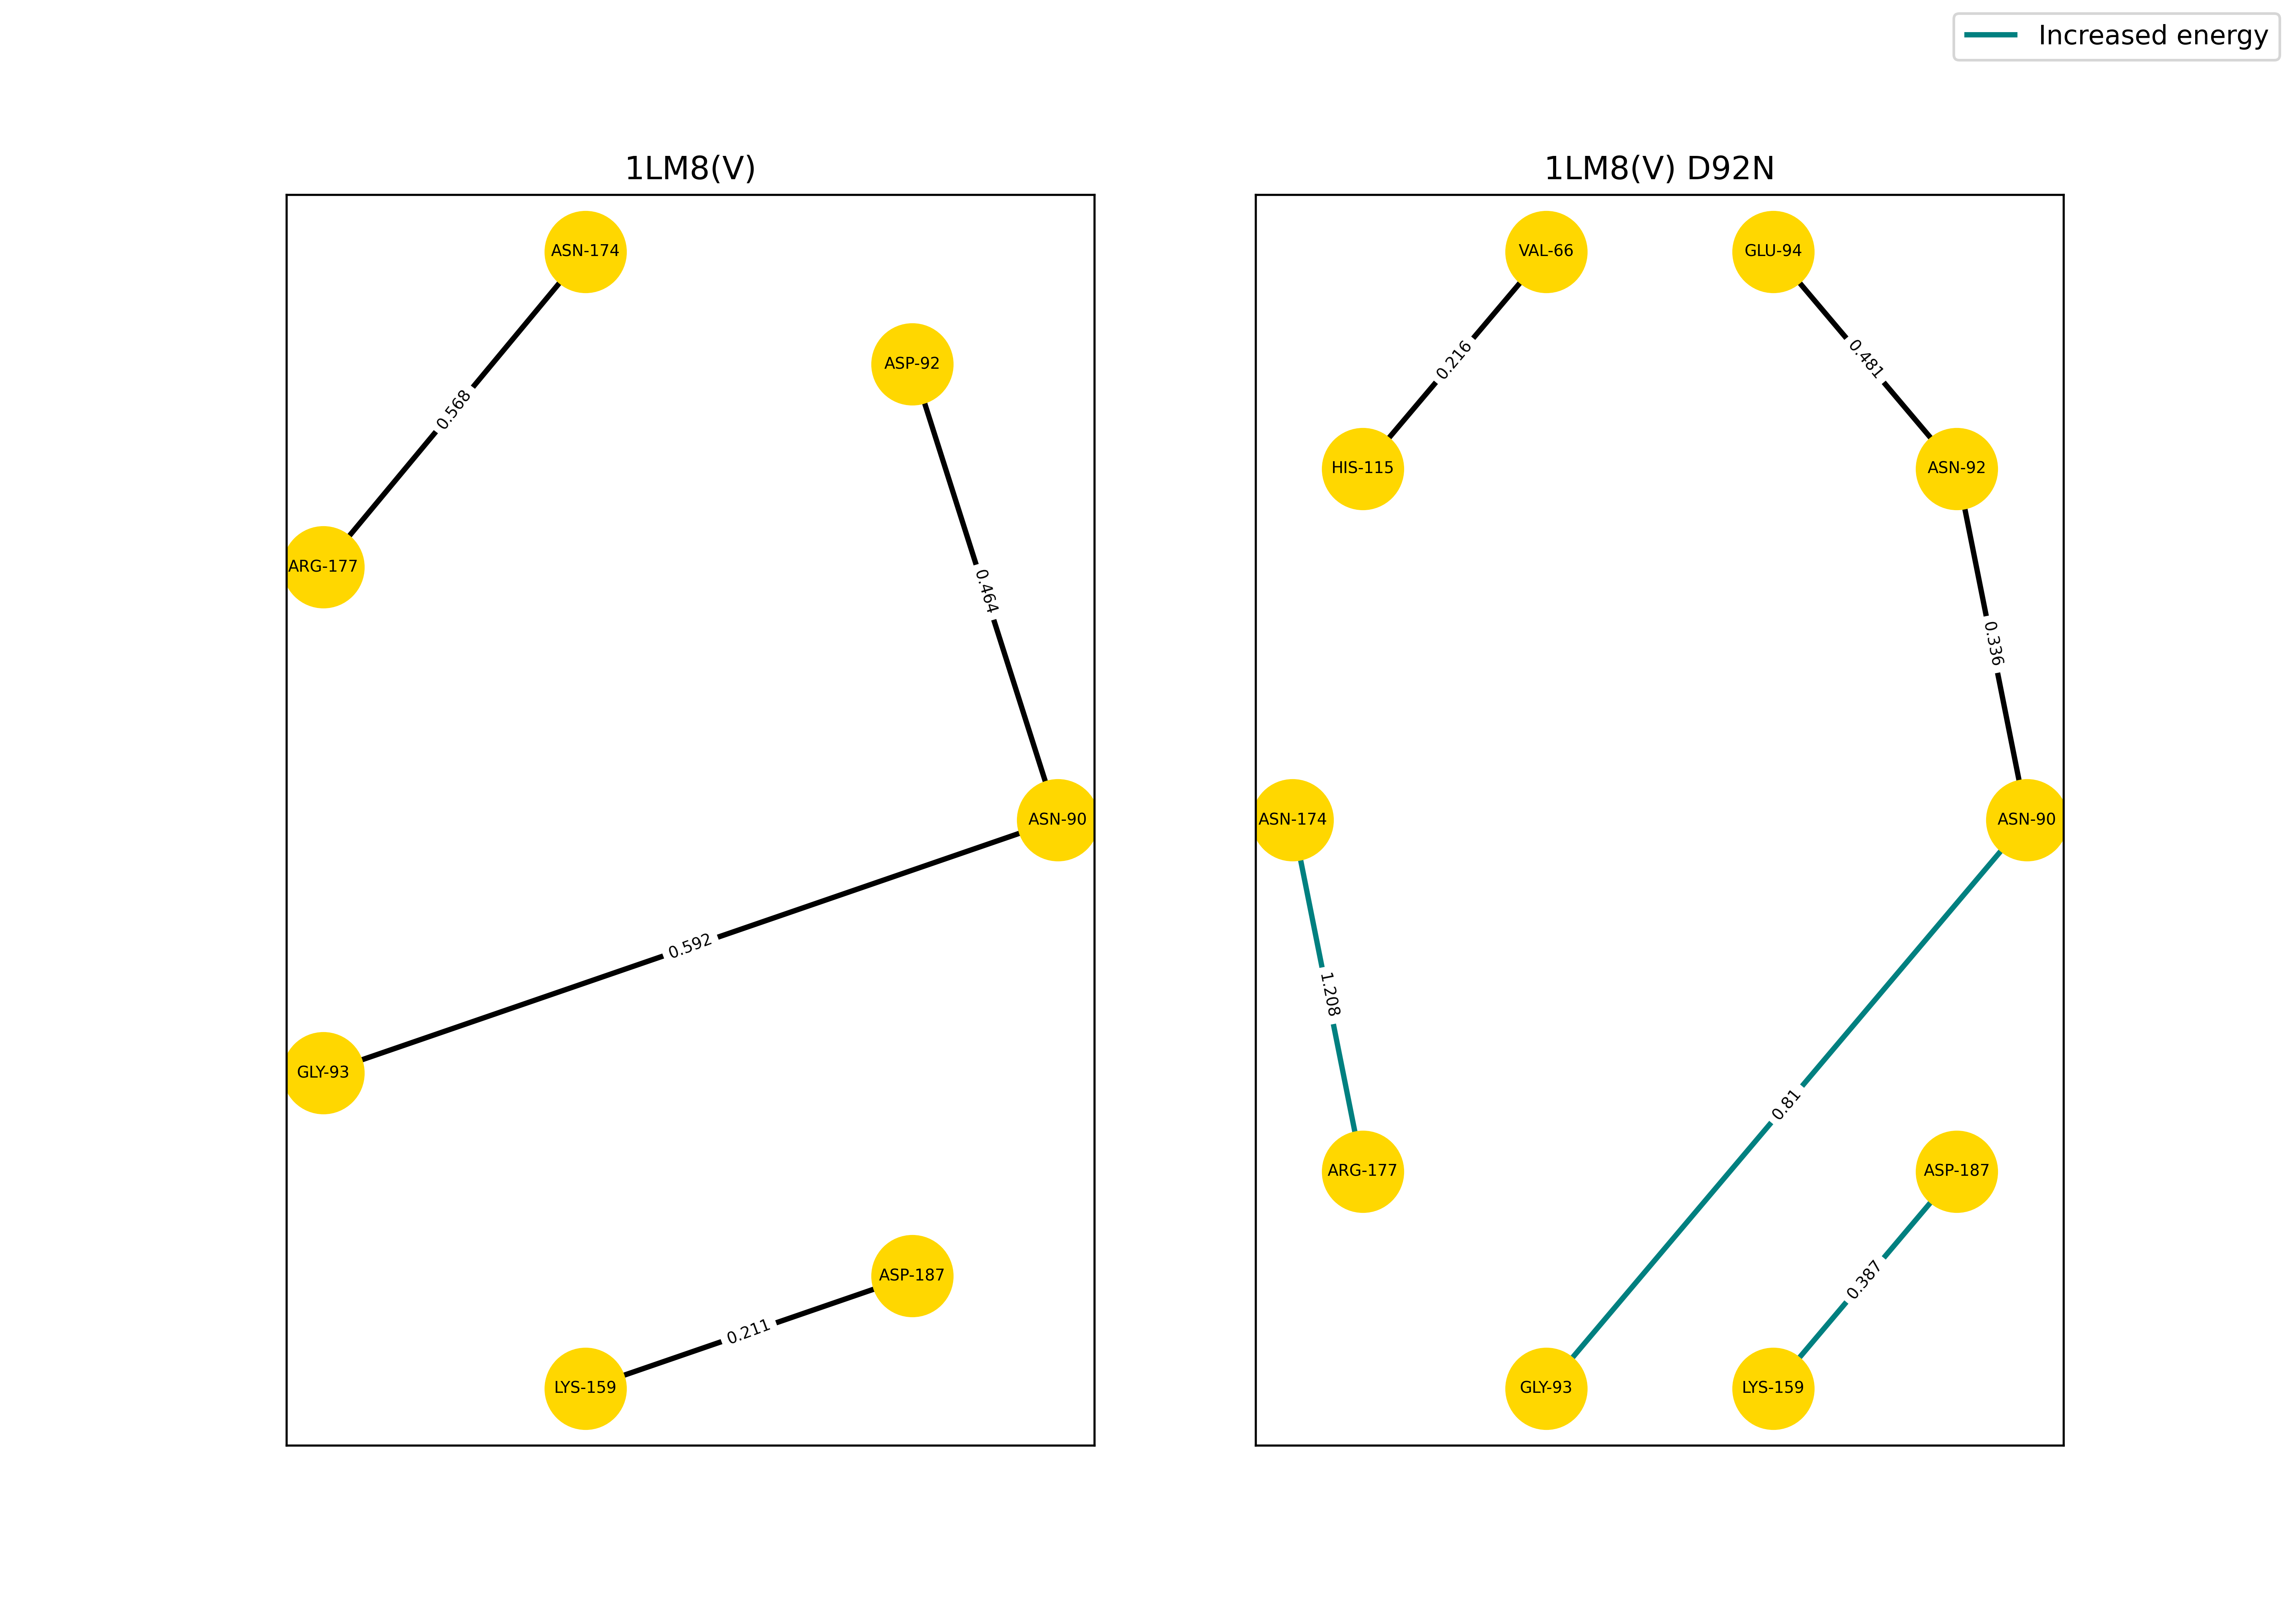 Increased energy
1LM8(V)
ASN-174
ASP-92
0.568
ARG-177
0.464
ASN-90
0.592
GLY-93
ASP-187
0.211
LYS-159
1LM8(V) D92N
VAL-66
GLU-94
0.216
0.481
HIS-115
ASN-92
0.336
ASN-174
ASN-90
1.208
0.81
ARG-177
ASP-187
0.387
GLY-93
LYS-159